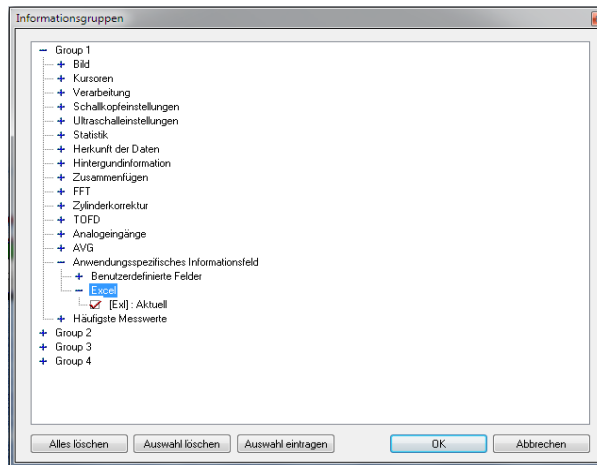 Informationsgruppen
Group 1
Bild
Kursoren
Verarbeitung
Schallkopfeinstellungen
Ultraschalleinstellungen
Statistik
Herkunft der Daten
Hintergundinformation
Zusammenfügen
FFT
Zylinderkorrektur
TOFD
Analogeingänge
AVG
Anwendungsspezifisches Informationsfeld
Benutzerdefinierte Felder
Excel
[Exl] : Aktuell
Häufigste Messwerte
Group 2
Group 3
Group 4
Alles löschen Auswahl löschen Auswahl eintragen OK Abbrechen